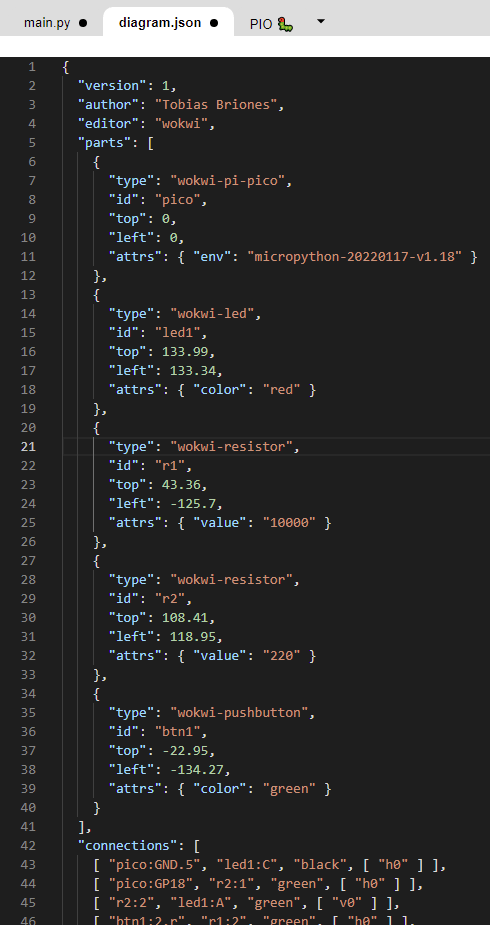 main.py ● diagram.json ● PIO
1 {
2 "version": 1,
3 "author": "Tobias Briones",
4 "editor": "wokwi",
5 "parts": [
6 {
7 "type": "wokwi-pi-pico",
8 "id": "pico",
9 "top": 0,
10 "left": 0,
11 "attrs": { "env": "micropython-20220117-v1.18" }
12 },
13 {
14 "type": "wokwi-led",
15 "id": "led1",
16 "top": 133.99,
17 "left": 133.34,
18 "attrs": { "color": "red" }
19 },
20 {
21 "type": "wokwi-resistor",
22 "id": "r1",
23 "top": 43.36,
24 "left": -125.7,
25 "attrs": { "value": "10000" }
26 },
27 {
28 "type": "wokwi-resistor",
29 "id": "r2",
30 "top": 108.41,
31 "left": 118.95,
32 "attrs": { "value": "220" }
33 },
34 {
35 "type": "wokwi-pushbutton",
36 "id": "btn1",
37 "top": -22.95,
38 "left": -134.27,
39 "attrs": { "color": "green" }
40 }
41 ],
42 "connections": [
43 [ "pico:GND.5", "led1:C", "black", [ "h0" ] ],
44 [ "pico:GP18", "r2:1", "green", [ "h0" ] ],
45 [ "r2:2", "led1:A", "green", [ "v0" ] ],
46 [ "btn1:2.r", "r1:2", "green", [ "h0" ] ],